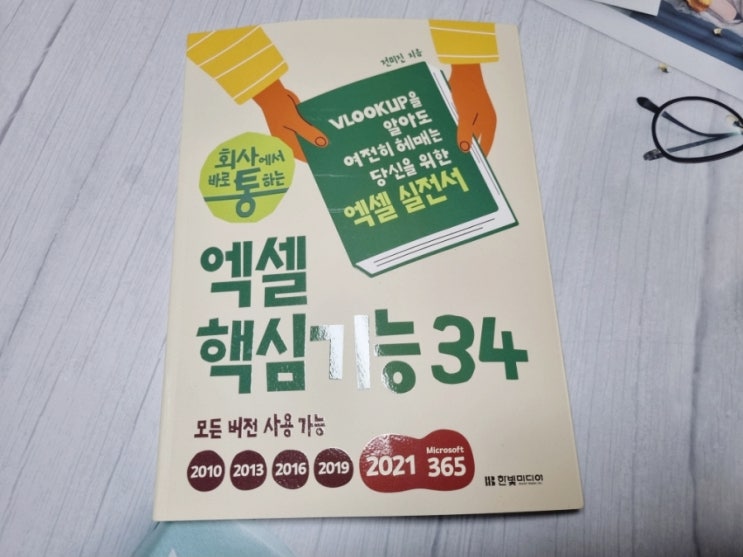 전미진 지음
VLOOKUP을
알아도
여전히 헤매는
당신을 위한
엑셀 실전서
회사에서
바로 통하는
엑셀
핵심기능 34
모든 버전 사용 가능
2010 2013 2016 2019 2021 Microsoft 365
한빛미디어